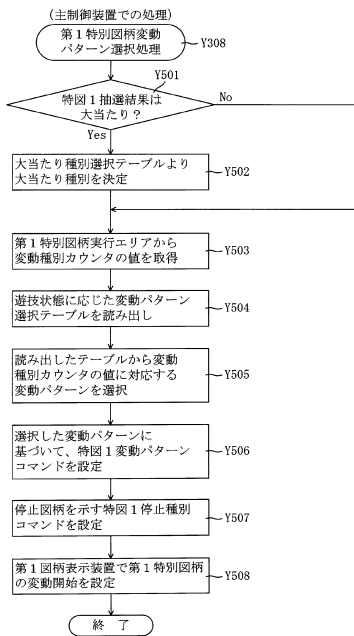 (主制御装置での処理)
第1特別図柄変動
パターン選択処理
Y308
Y501
特図1抽選結果は
大当たり?
No
Yes
大当たり種別選択テーブルより
大当たり種別を決定
Y502
第1特別図柄実行エリアから
変動種別カウンタの値を取得
Y503
遊技状態に応じた変動パターン
選択テーブルを読み出し
Y504
読み出したテーブルから変動
種別カウンタの値に対応する
変動パターンを選択
Y505
選択した変動パターンに
基づいて、特図1変動パターン
コマンドを設定
Y506
停止図柄を示す特図1停止種別
コマンドを設定
Y507
第1図柄表示装置で第1特別図柄
の変動開始を設定
Y508
終 了